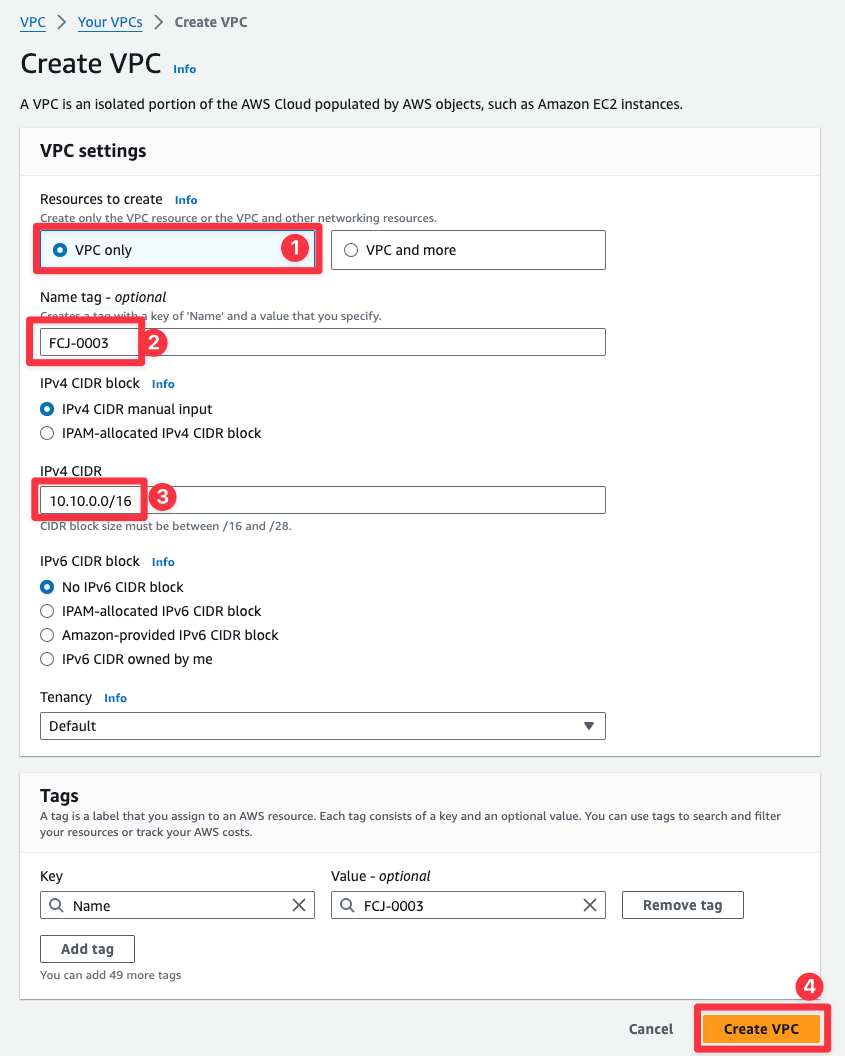 VPC > Your VPCs > Create VPC
Create VPC Info
A VPC is an isolated portion of the AWS Cloud populated by AWS objects, such as Amazon EC2 instances.
VPC settings
Resources to create Info
Create only the VPC resource or the VPC and other networking resources.
VPC only 1 VPC and more
Name tag - optional
Creates a tag with a key of 'Name' and a value that you specify.
FCJ-0003 2
IPv4 CIDR block Info
IPv4 CIDR manual input
IPAM-allocated IPv4 CIDR block
IPv4 CIDR
10.10.0.0/16 3
CIDR block size must be between /16 and /28.
IPv6 CIDR block Info
No IPv6 CIDR block
IPAM-allocated IPv6 CIDR block
Amazon-provided IPv6 CIDR block
IPv6 CIDR owned by me
Tenancy Info
Default
Tags
A tag is a label that you assign to an AWS resource. Each tag consists of a key and an optional value. You can use tags to search and filter
your resources or track your AWS costs.
Key Value - optional
Name FCJ-0003 Remove tag
Add tag
You can add 49 more tags
4
Cancel Create VPC